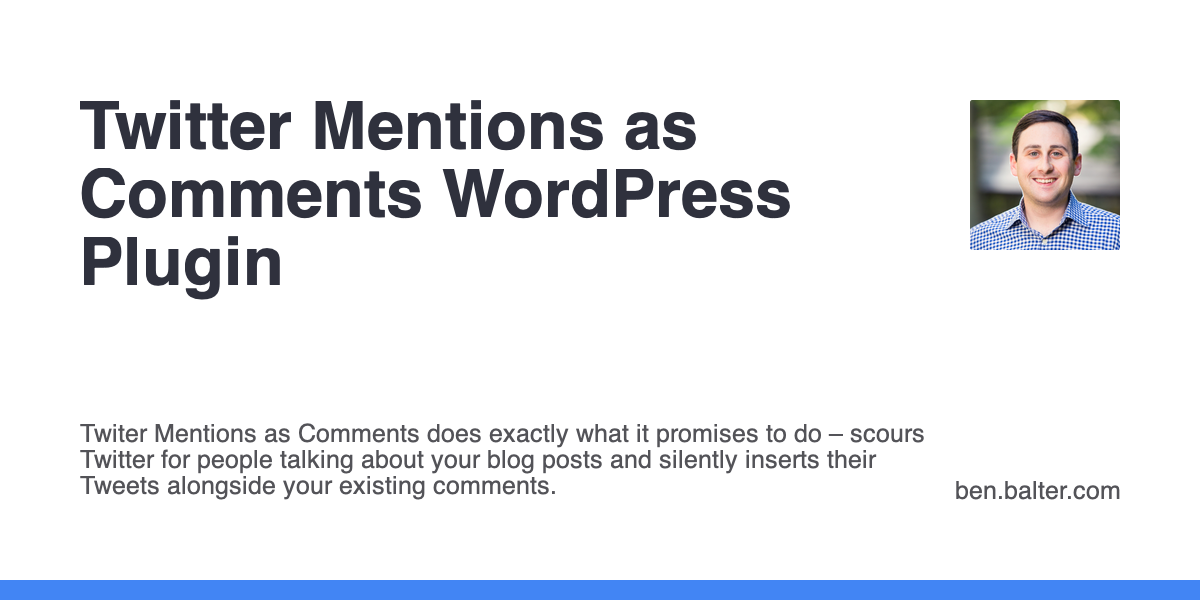 Twitter Mentions as
Comments WordPress
Plugin
Twiter Mentions as Comments does exactly what it promises to do – scours
Twitter for people talking about your blog posts and silently inserts their
Tweets alongside your existing comments.
ben.balter.com